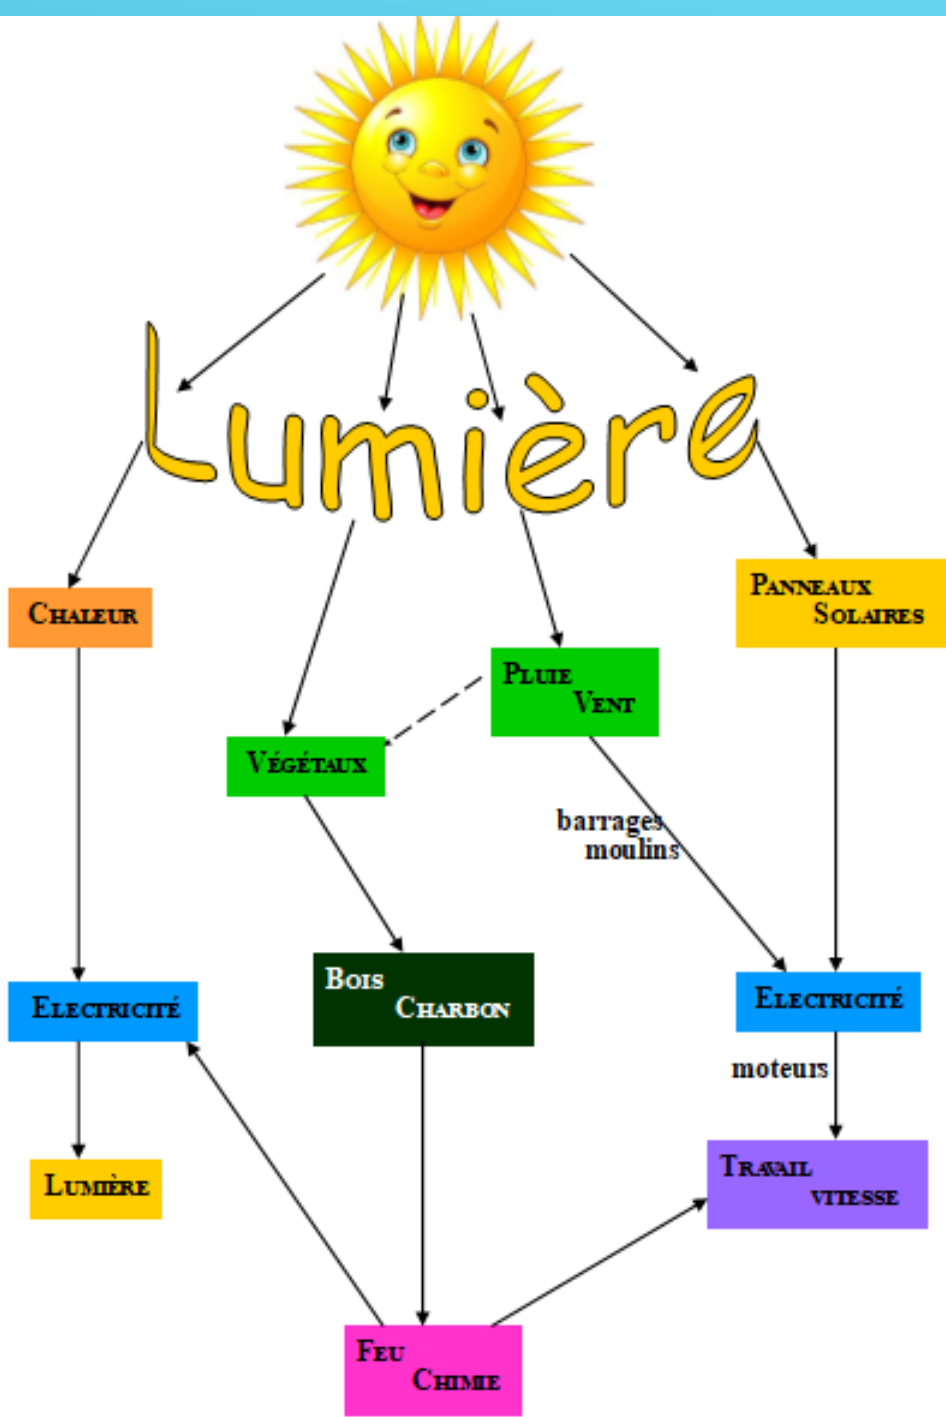 Lumière
CHALEUR
PANNEAUX
SOLAIRES
PLUIE
VENT
VÉGÉTAUX
barrages
moulins
BOIS
CHARBON
ELECTRICITÉ
ELECTRICITÉ
moteurs
LUMIÈRE
TRAVAIL
VITESSE
FEU
CHIMIE